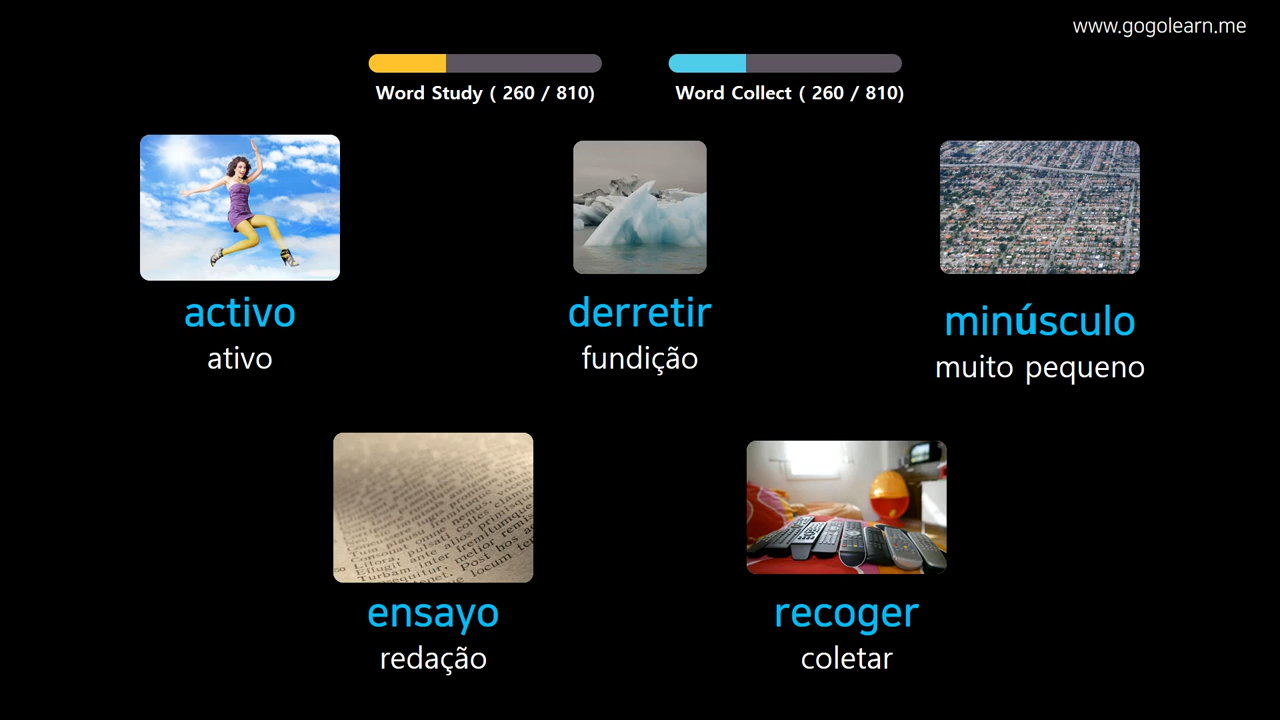 www.gogolearn.me
Word Study ( 260 / 810)
Word Collect ( 260 / 810)
activo
ativo
derretir
fundição
minúsculo
muito pequeno
ensayo
redação
recoger
coletar